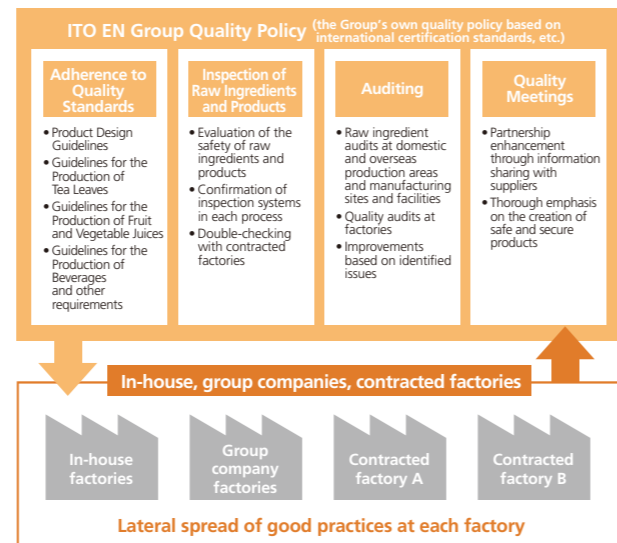 ITO EN Group Quality Policy (the Group's own quality policy based on
international certification standards, etc.)
Adherence to
Quality
Standards
• Product Design
Guidelines
• Guidelines for the
Production of
Tea Leaves
• Guidelines for the
Production of Fruit
and Vegetable Juices
• Guidelines for the
Production of
Beverages
and other
requirements
Inspection of
Raw Ingredients
and Products
• Evaluation of the
safety of raw
ingredients and
products
• Confirmation of
inspection systems
in each process
• Double-checking
with contracted
factories
Auditing
• Raw ingredient
audits at domestic
and overseas
production areas
and manufacturing
sites and facilities
• Quality audits at
factories
• Improvements
based on identified
issues
Quality
Meetings
• Partnership
enhancement
through information
sharing with
suppliers
• Thorough emphasis
on the creation of
safe and secure
products
In-house, group companies, contracted factories
In-house
factories
Group
company
factories
Contracted
factory A
Contracted
factory B
Lateral spread of good practices at each factory